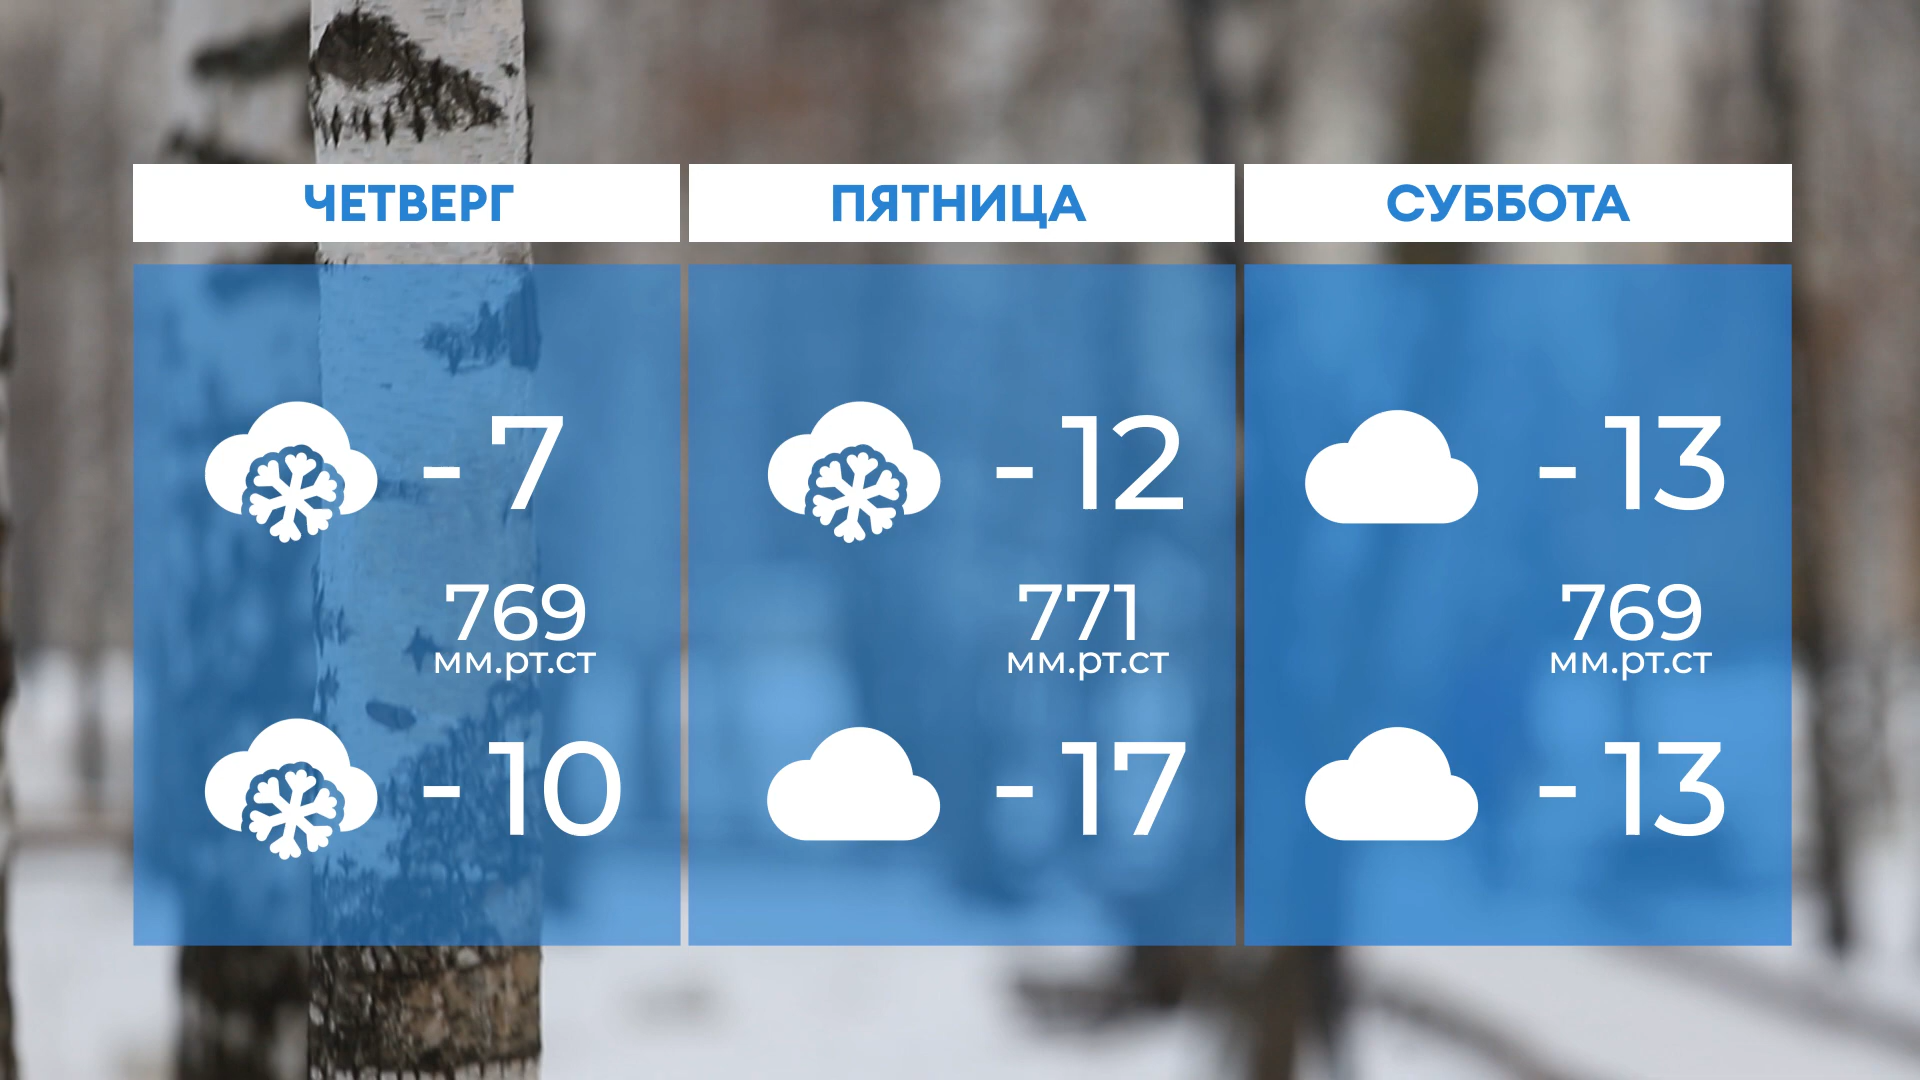 ЧЕТВЕРГ
- 7
769
мм.рт.ст
- 10
ПЯТНИЦА
- 12
771
мм.рт.ст
- 17
СУББОТА
- 13
769
мм.рт.ст
- 13